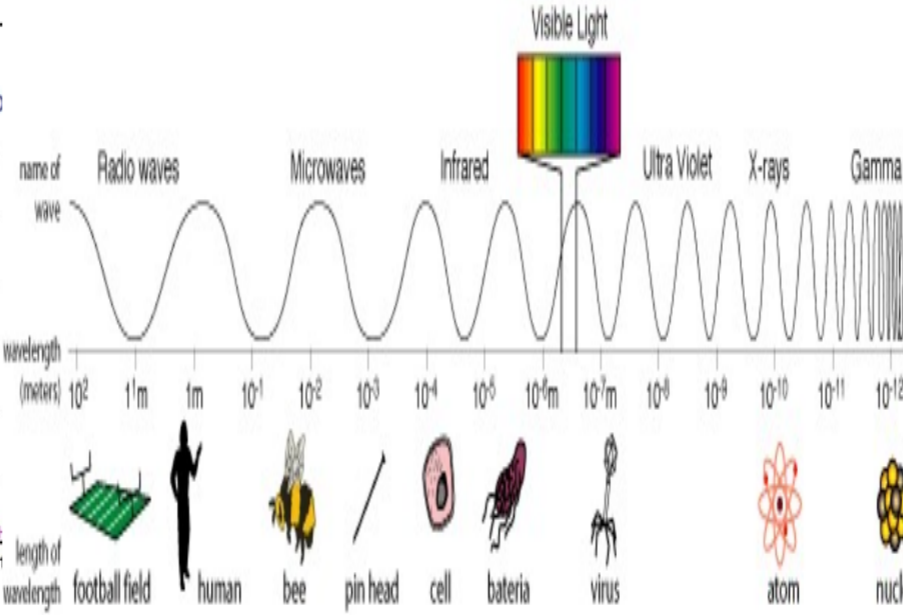 Visible Light
name of Radio waves Microwaves Infrared Ultra Violet X-rays Gamma
wave
wavelength
(meters) 10² 1'm 1m 10⁻¹ 10⁻² 10⁻³ 10⁻⁴ 10⁻⁵ 10⁻⁶m 10⁻⁷m 10⁻⁸ 10⁻⁹ 10⁻¹⁰ 10⁻¹¹ 10⁻¹²
length of
wavelength football field human bee pin head cell bateria virus atom nucl